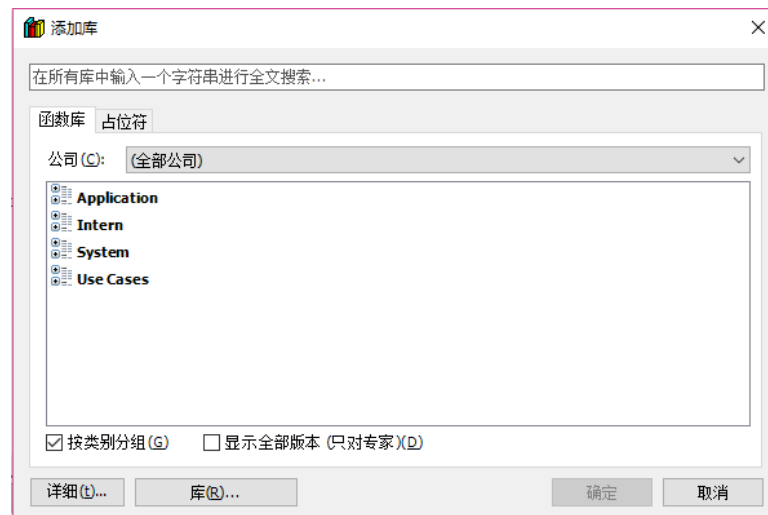 添加库
在所有库中输入一个字符串进行全文搜索...
函数库 占位符
公司(C): (全部公司)
Application
Intern
System
Use Cases
按类别分组(G) 显示全部版本 (只对专家)(D)
详细(t)... 库(R)... 确定 取消